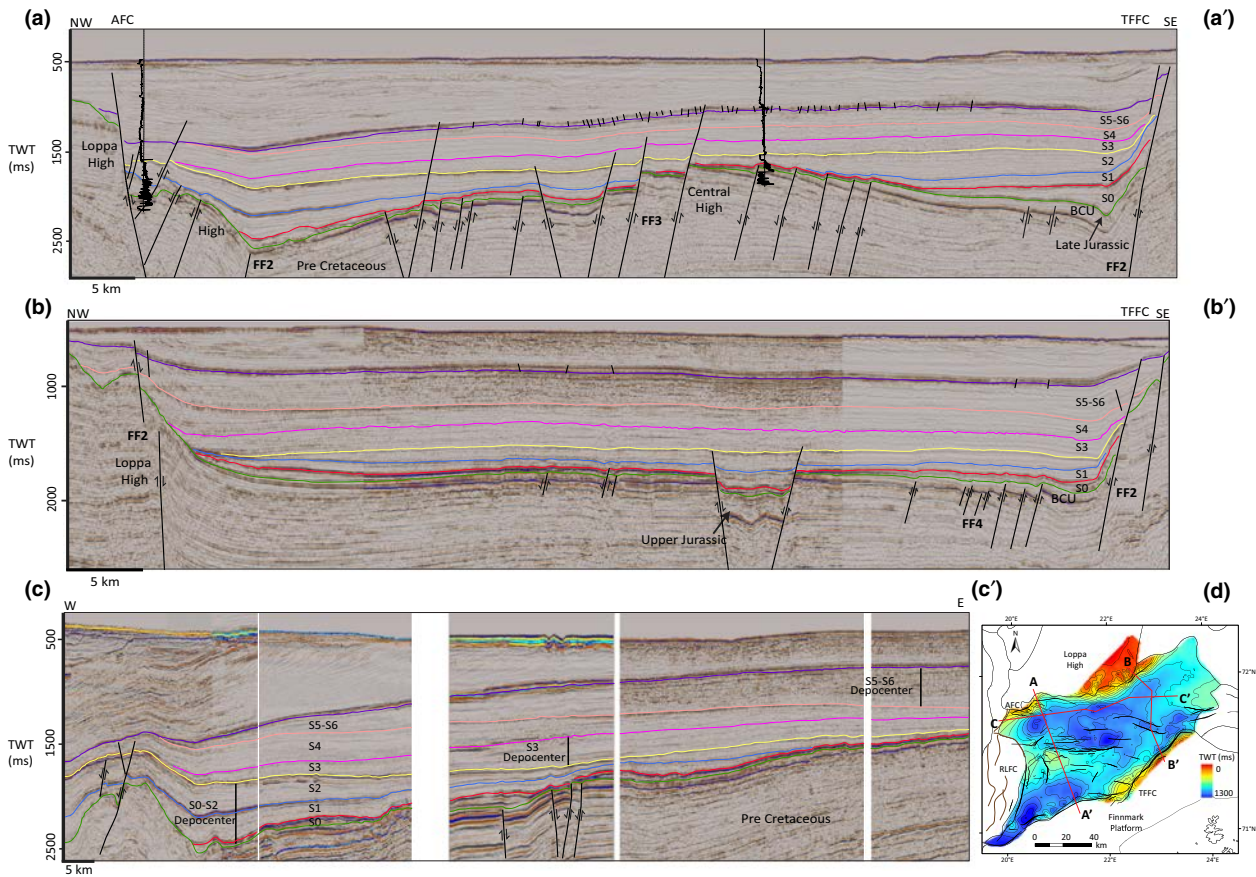 (a)
(a′)
NW AFC TFFC SE
500
1500
2500
TWT
(ms)
Loppa
High
High
FF2
Pre Cretaceous
FF3
Central
High
S5-S6
S4
S3
S2
S1
S0
BCU
Late Jurassic
FF2
5 km
(b)
(b′)
NW TFFC SE
1000
2000
TWT
(ms)
FF2
Loppa
High
Upper Jurassic
S5-S6
S4
S3
S1
S0
BCU
FF4
FF2
5 km
(c)
(c′)
W E
500
1500
2500
TWT
(ms)
S5-S6
S4
S3
S2
S1
S0
S0-S2
Depocenter
S3
Depocenter
S5-S6
Depocenter
Pre Cretaceous
5 km
(d)
20°E 22°E 24°E
N
Loppa
High
72°N
A
B
AFC
C
C′
RLFC
B′
TWT (ms)
0
1300
TFFC
A′
Finnmark
Platform
71°N
0 20 40
km
20°E 22°E 24°E